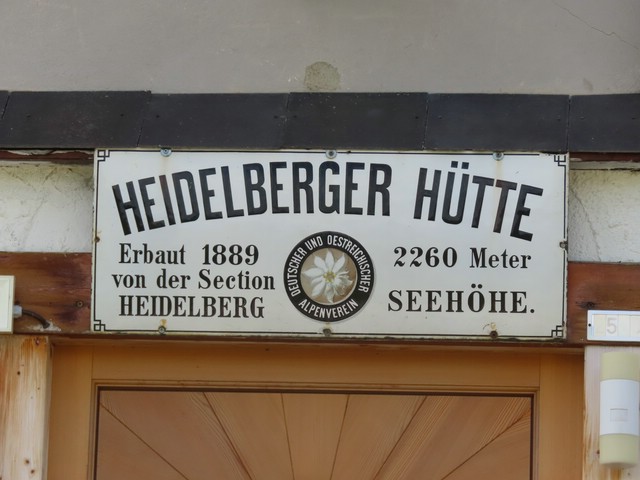 HEIDELBERGER HÜTTE
Erbaut 1889
von der Section
HEIDELBERG
DEUTSCHER UND OESTREICHISCHER
ALPENVEREIN
2260 Meter
SEEHÖHE.
5